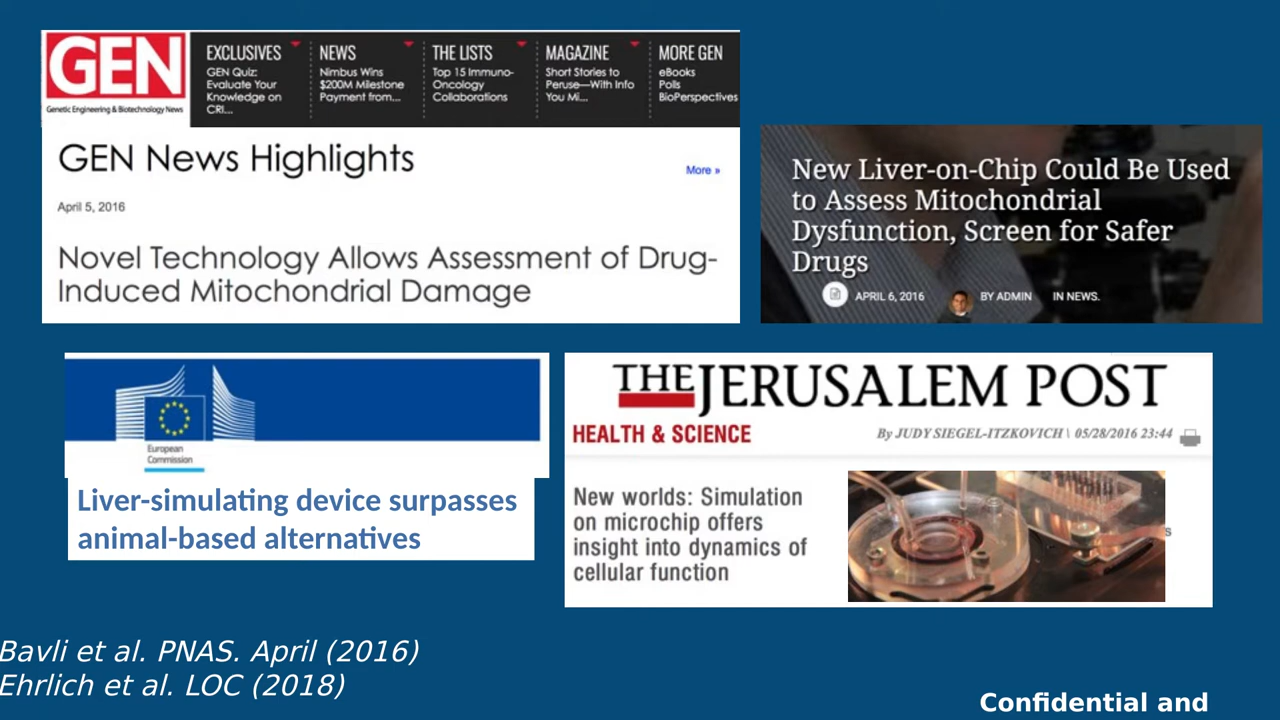 GEN
Genetic Engineering & Biotechnology News
EXCLUSIVES
GEN Quiz:
Evaluate Your
Knowledge on
CRI...
NEWS
Nimbus Wins
$200M Milestone
Payment from...
THE LISTS
Top 15 Immuno-
Oncology
Collaborations
MAGAZINE
Short Stories to
Peruse—With Info
You Mi...
MORE GEN
eBooks
Polls
BioPerspectives
GEN News Highlights
More »
April 5, 2016
Novel Technology Allows Assessment of Drug-
Induced Mitochondrial Damage
New Liver-on-Chip Could Be Used
to Assess Mitochondrial
Dysfunction, Screen for Safer
Drugs
APRIL 6, 2016 BY ADMIN IN NEWS.
European
Commission
Liver-simulating device surpasses
animal-based alternatives
THE JERUSALEM POST
HEALTH & SCIENCE
By JUDY SIEGEL-ITZKOVICH \ 05/28/2016 23:44
New worlds: Simulation
on microchip offers
insight into dynamics of
cellular function
s
Bavli et al. PNAS. April (2016)
Ehrlich et al. LOC (2018)
Confidential and